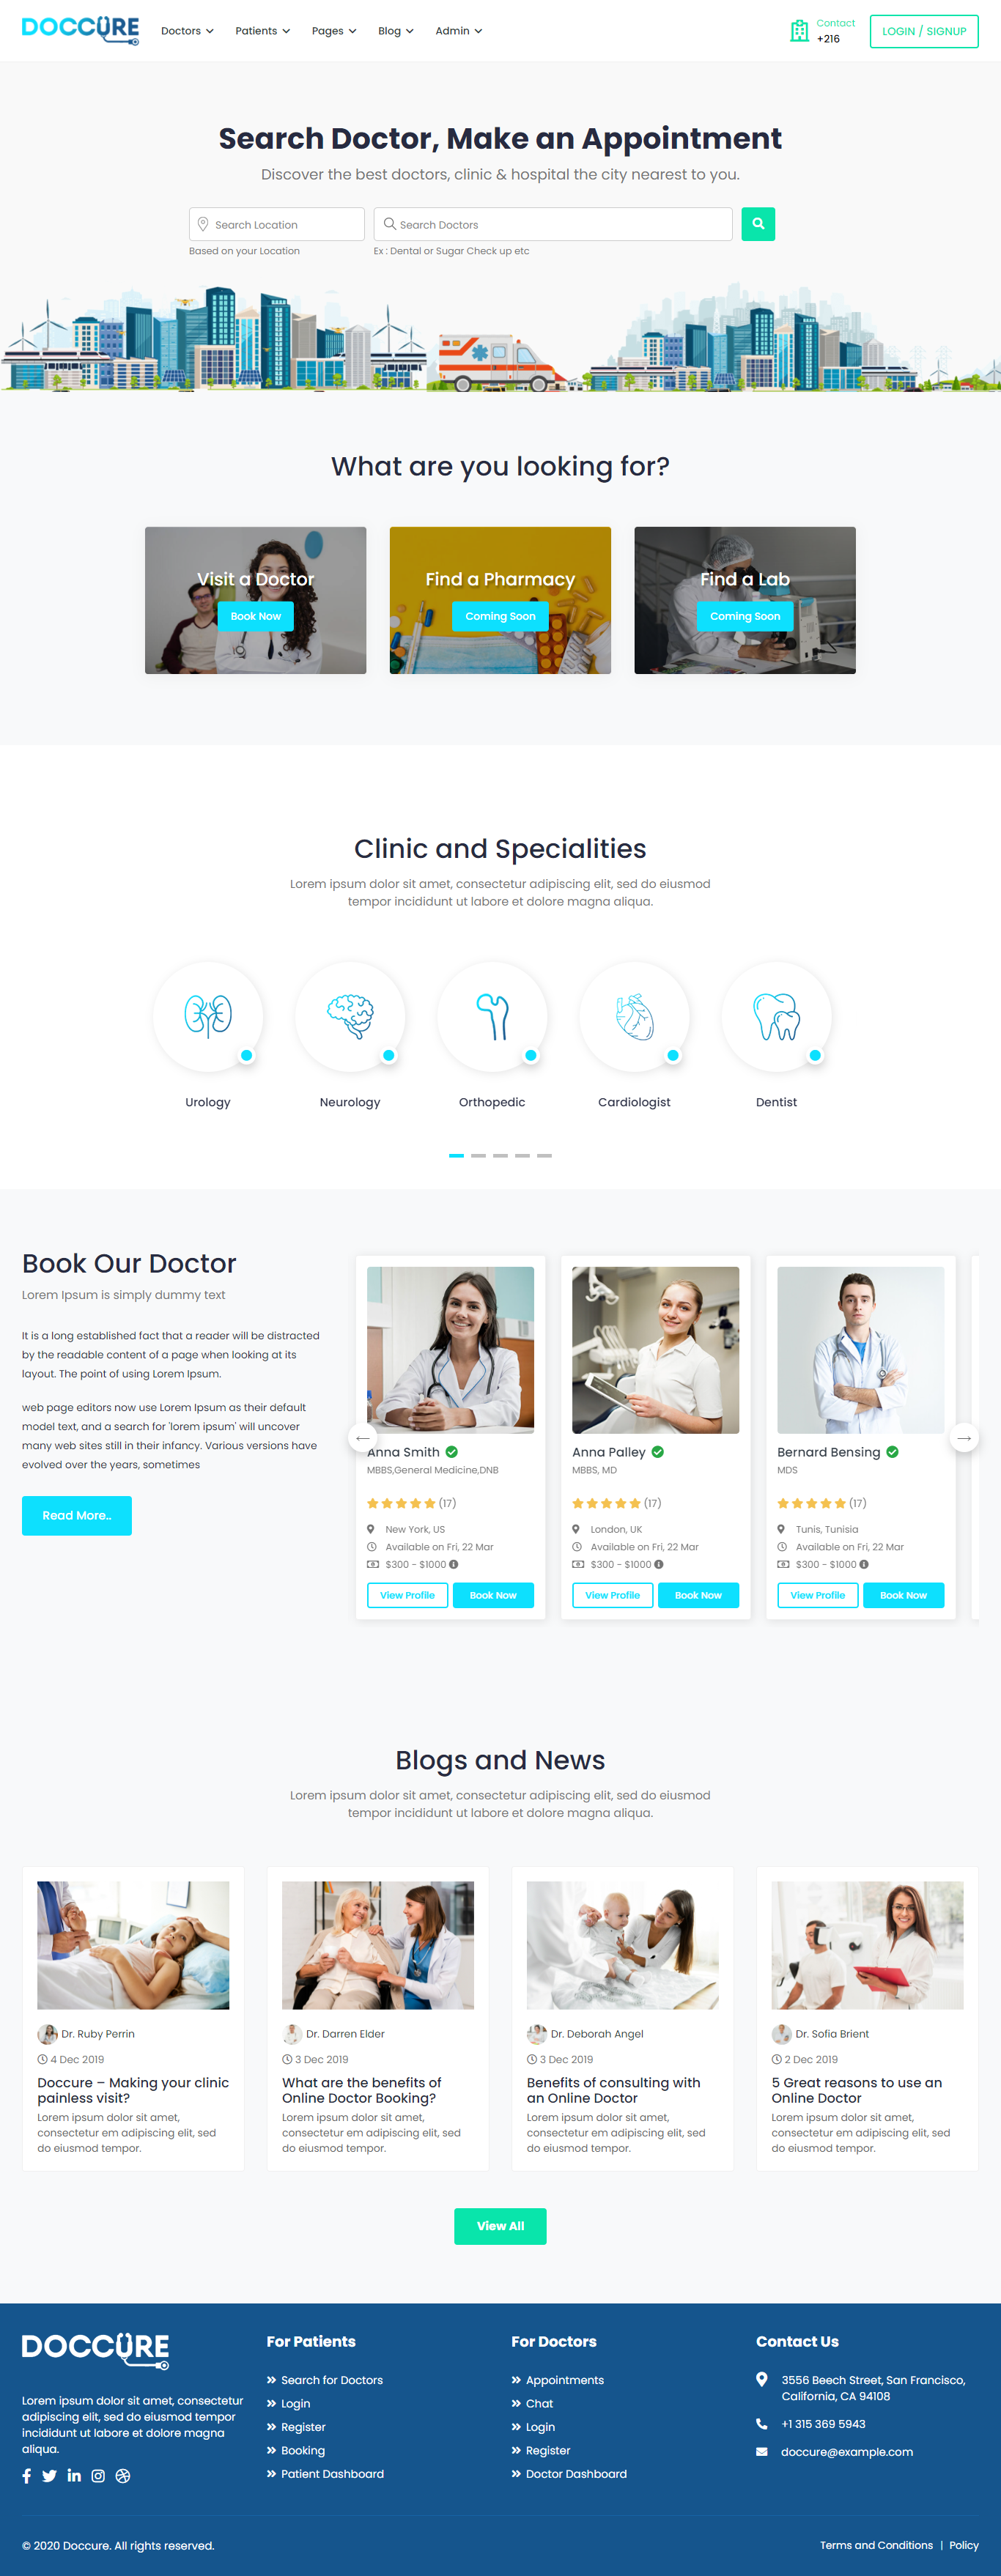 DOCCURE
Doctors
Patients
Pages
Blog
Admin
Contact
+216
LOGIN / SIGNUP
Search Doctor, Make an Appointment
Discover the best doctors, clinic & hospital the city nearest to you.
Search Location
Search Doctors
Based on your Location
Ex : Dental or Sugar Check up etc
What are you looking for?
Visit a Doctor
Book Now
Find a Pharmacy
Coming Soon
Find a Lab
Coming Soon
Clinic and Specialities
Lorem ipsum dolor sit amet, consectetur adipiscing elit, sed do eiusmod
tempor incididunt ut labore et dolore magna aliqua.
Urology
Neurology
Orthopedic
Cardiologist
Dentist
Book Our Doctor
Lorem Ipsum is simply dummy text
It is a long established fact that a reader will be distracted
by the readable content of a page when looking at its
layout. The point of using Lorem Ipsum.
web page editors now use Lorem Ipsum as their default
model text, and a search for 'lorem ipsum' will uncover
many web sites still in their infancy. Various versions have
evolved over the years, sometimes
Read More..
Anna Smith
MBBS,General Medicine,DNB
(17)
New York, US
Available on Fri, 22 Mar
$300 - $1000
View Profile
Book Now
Anna Palley
MBBS, MD
(17)
London, UK
Available on Fri, 22 Mar
$300 - $1000
View Profile
Book Now
Bernard Bensing
MDS
(17)
Tunis, Tunisia
Available on Fri, 22 Mar
$300 - $1000
View Profile
Book Now
Blogs and News
Lorem ipsum dolor sit amet, consectetur adipiscing elit, sed do eiusmod
tempor incididunt ut labore et dolore magna aliqua.
Dr. Ruby Perrin
4 Dec 2019
Doccure – Making your clinic
painless visit?
Lorem ipsum dolor sit amet,
consectetur em adipiscing elit, sed
do eiusmod tempor.
Dr. Darren Elder
3 Dec 2019
What are the benefits of
Online Doctor Booking?
Lorem ipsum dolor sit amet,
consectetur em adipiscing elit, sed
do eiusmod tempor.
Dr. Deborah Angel
3 Dec 2019
Benefits of consulting with
an Online Doctor
Lorem ipsum dolor sit amet,
consectetur em adipiscing elit, sed
do eiusmod tempor.
Dr. Sofia Brient
2 Dec 2019
5 Great reasons to use an
Online Doctor
Lorem ipsum dolor sit amet,
consectetur em adipiscing elit, sed
do eiusmod tempor.
View All
DOCCURE
Lorem ipsum dolor sit amet, consectetur
adipiscing elit, sed do eiusmod tempor
incididunt ut labore et dolore magna
aliqua.
For Patients
Search for Doctors
Login
Register
Booking
Patient Dashboard
For Doctors
Appointments
Chat
Login
Register
Doctor Dashboard
Contact Us
3556 Beech Street, San Francisco,
California, CA 94108
+1 315 369 5943
doccure@example.com
© 2020 Doccure. All rights reserved.
Terms and Conditions | Policy